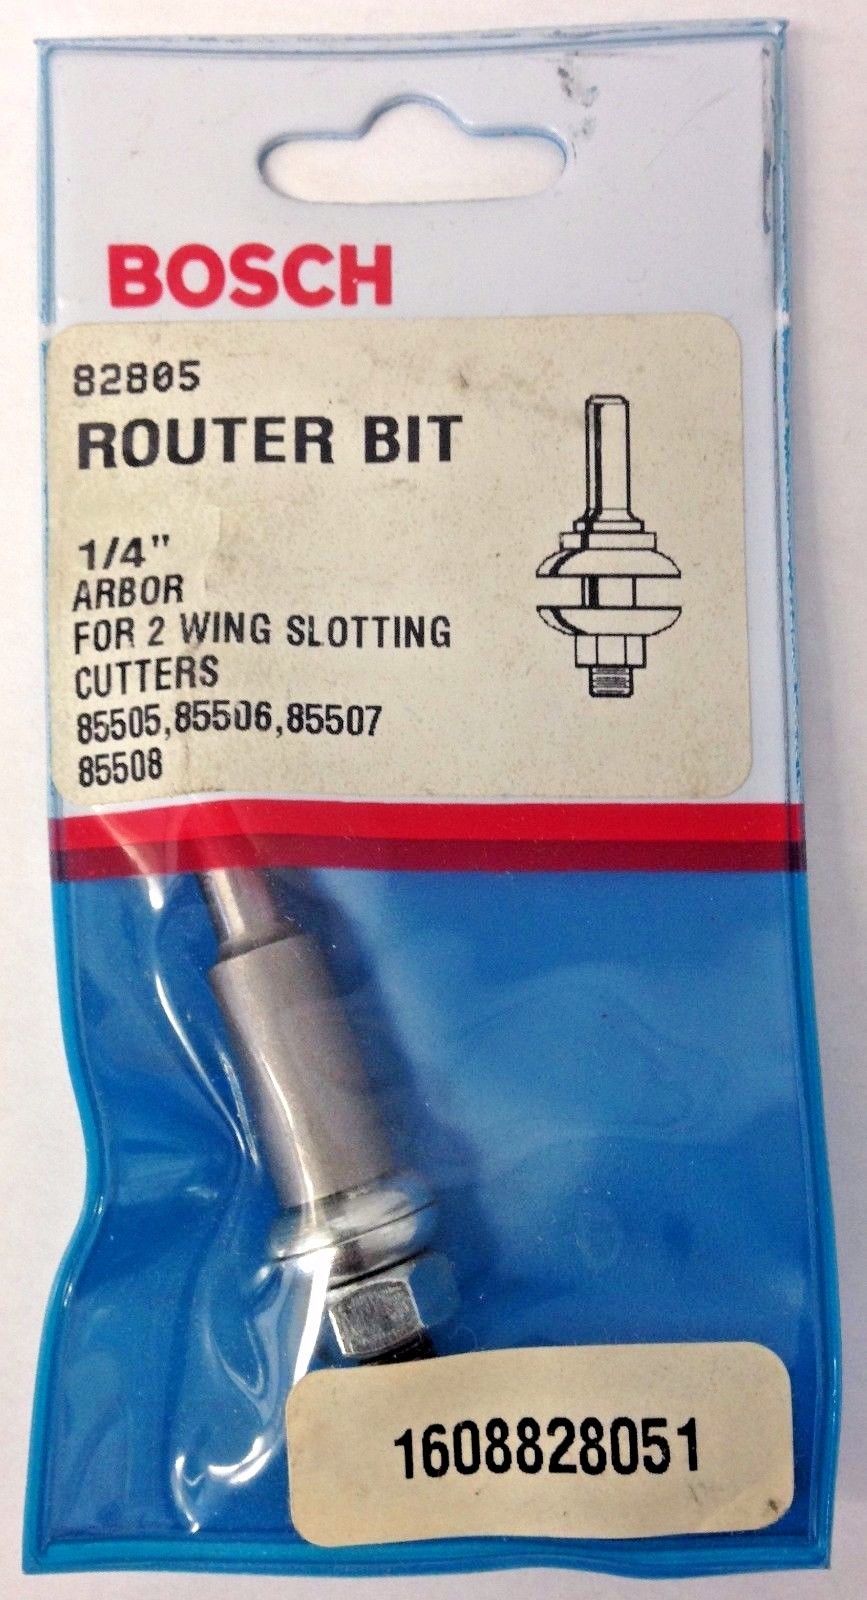 BOSCH
82805
ROUTER BIT
1/4"
ARBOR
FOR 2 WING SLOTTING
CUTTERS
85505,85506,85507
85508
1608828051